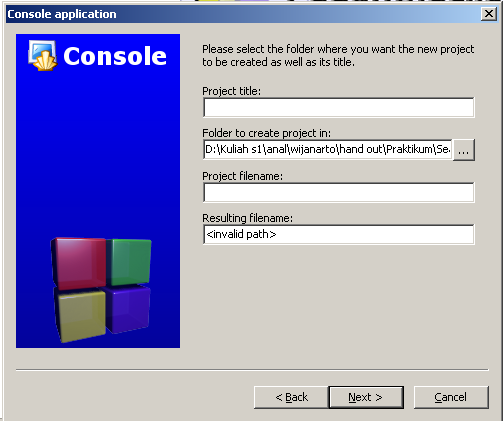 Console application
Console
Please select the folder where you want the new project
to be created as well as its title.
Project title:
Folder to create project in:
D:\Kuliah s1\anal\wijanarto\hand out\Praktikum\Se
...
Project filename:
Resulting filename:
<invalid path>
< Back
Next >
Cancel